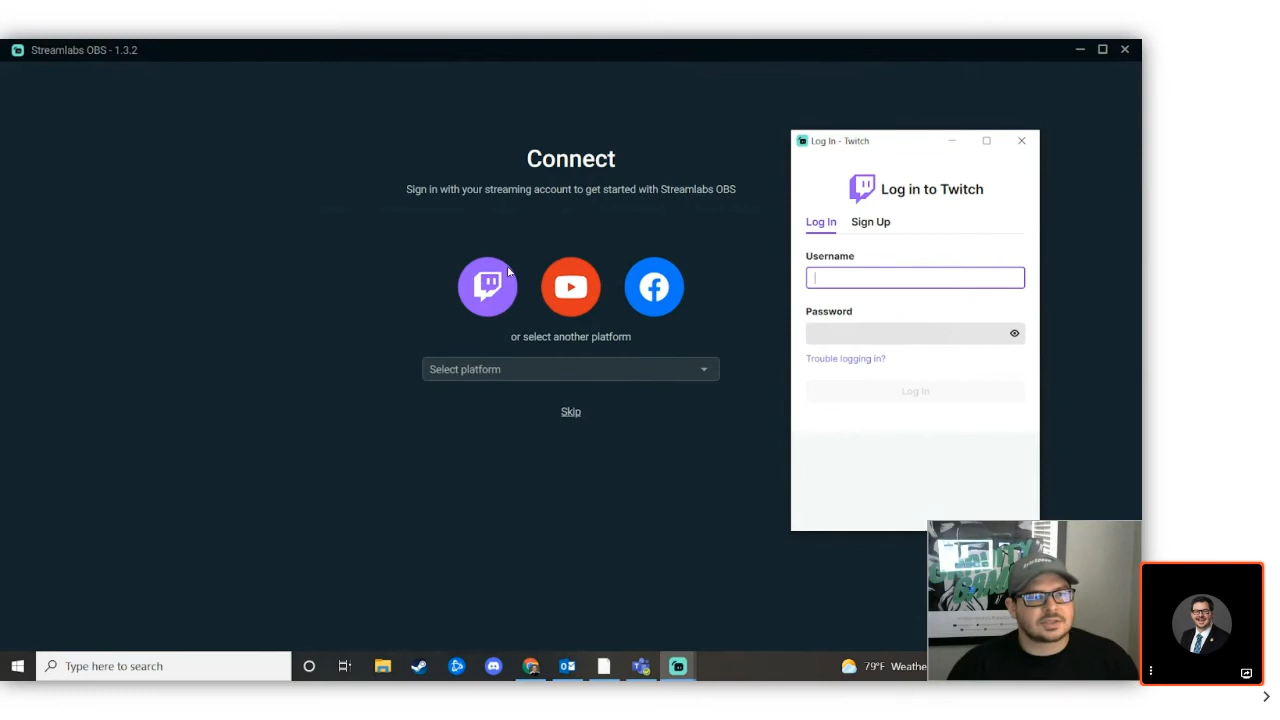 Streamlabs OBS - 1.3.2
Connect
Sign in with your streaming account to get started with Streamlabs OBS
or select another platform
Select platform
Skip
Log In - Twitch
Log in to Twitch
Log In Sign Up
Username
Password
Trouble logging in?
Log In
Type here to search
79°F Weathe